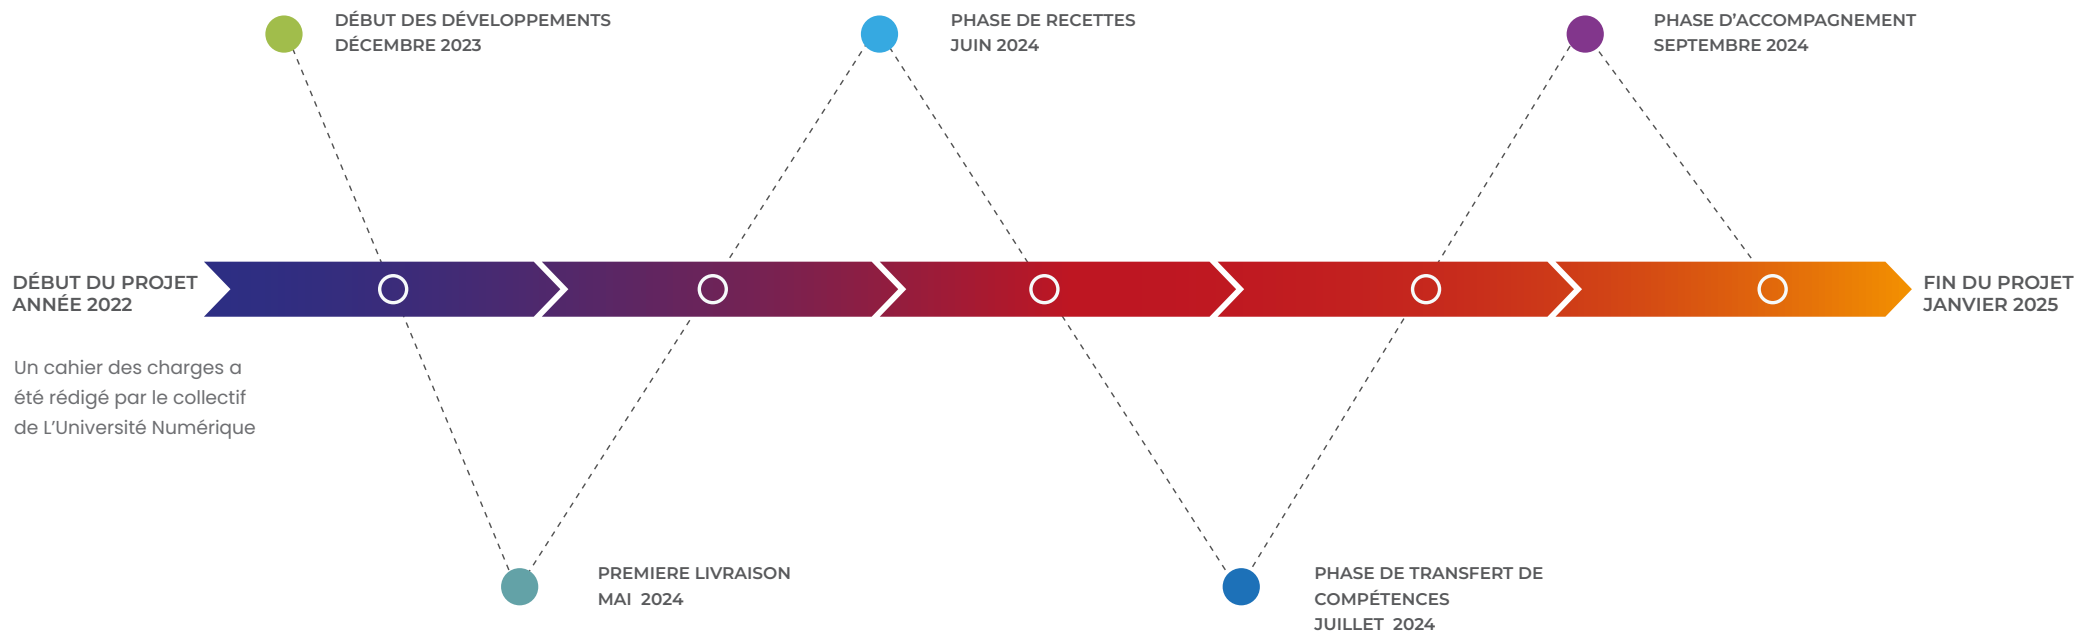 DÉBUT DES DÉVELOPPEMENTS
DÉCEMBRE 2023
PHASE DE RECETTES
JUIN 2024
PHASE D’ACCOMPAGNEMENT
SEPTEMBRE 2024
DÉBUT DU PROJET
ANNÉE 2022
FIN DU PROJET
JANVIER 2025
Un cahier des charges a
été rédigé par le collectif
de L’Université Numérique
PREMIERE LIVRAISON
MAI 2024
PHASE DE TRANSFERT DE
COMPÉTENCES
JUILLET 2024